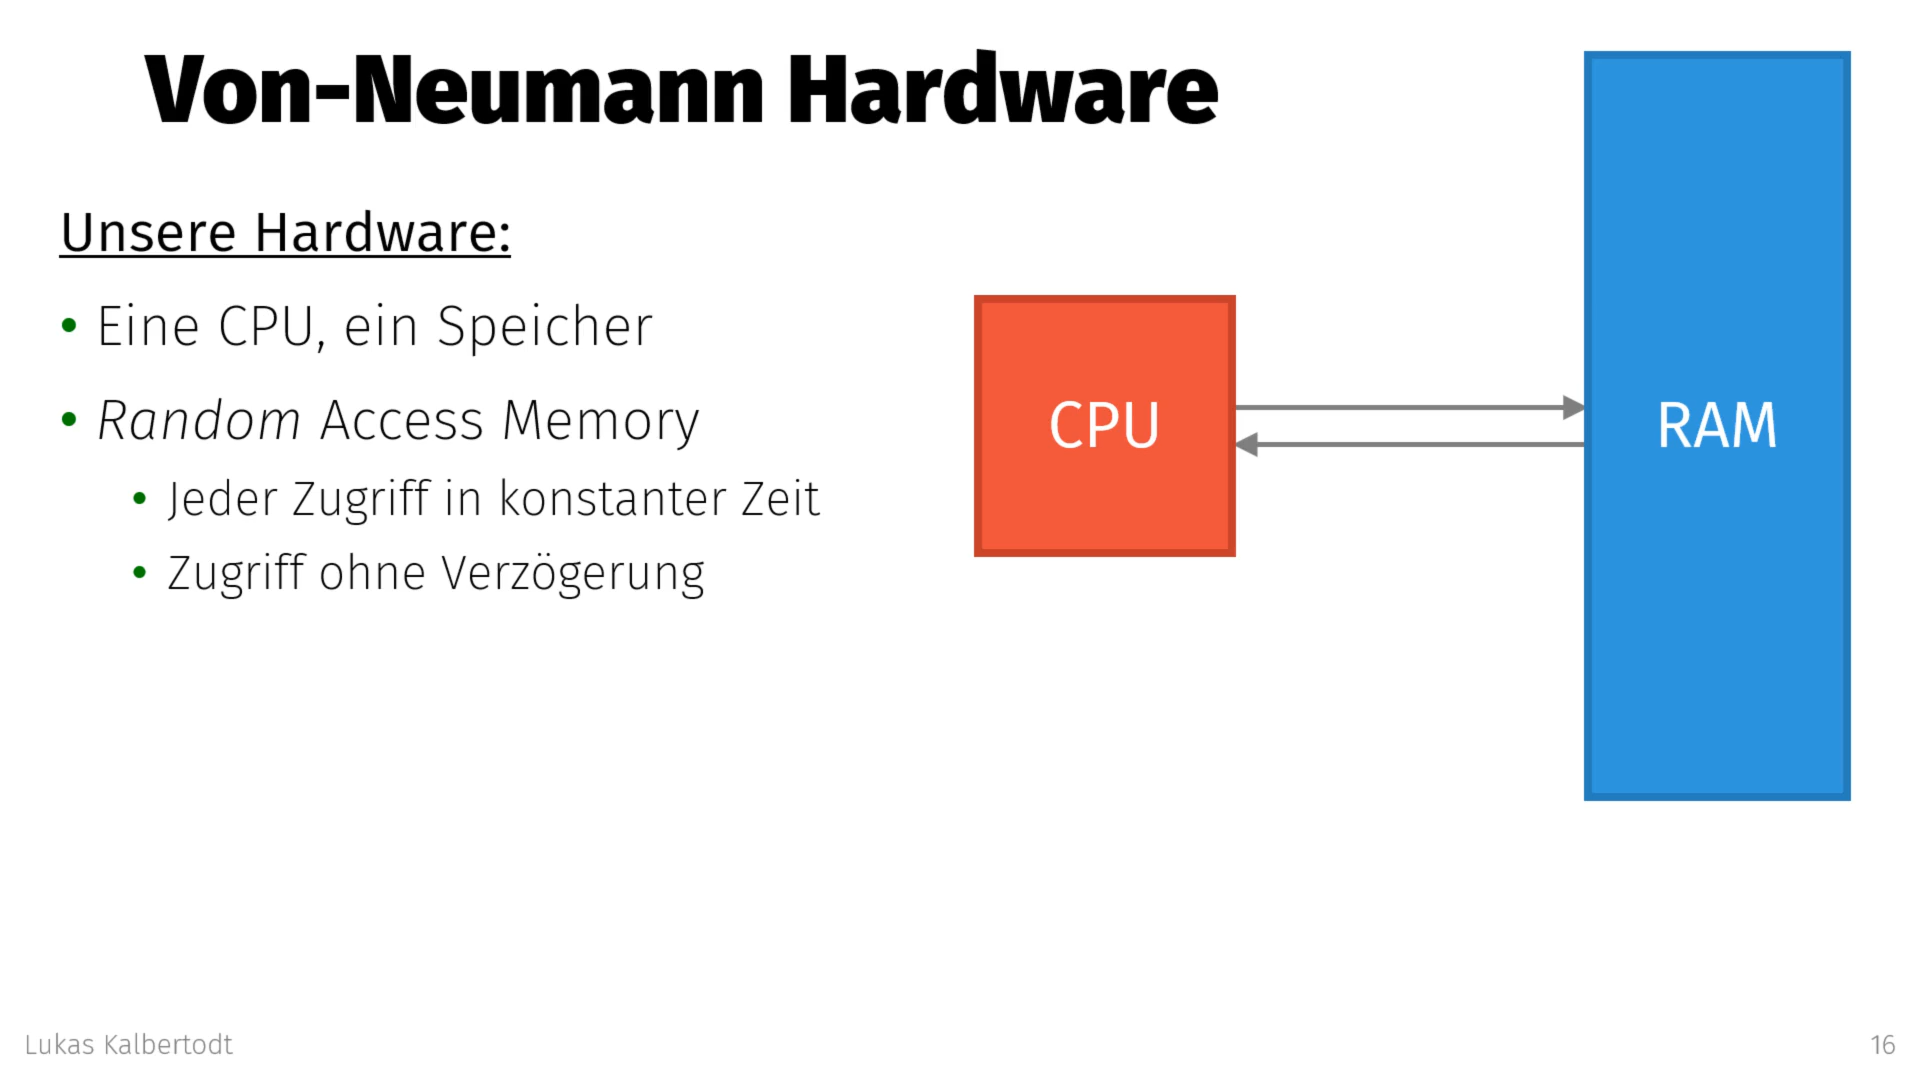 Von-Neumann Hardware
Unsere Hardware:
• Eine CPU, ein Speicher
• Random Access Memory
• Jeder Zugriff in konstanter Zeit
• Zugriff ohne Verzögerung
CPU
RAM
Lukas Kalbertodt
16